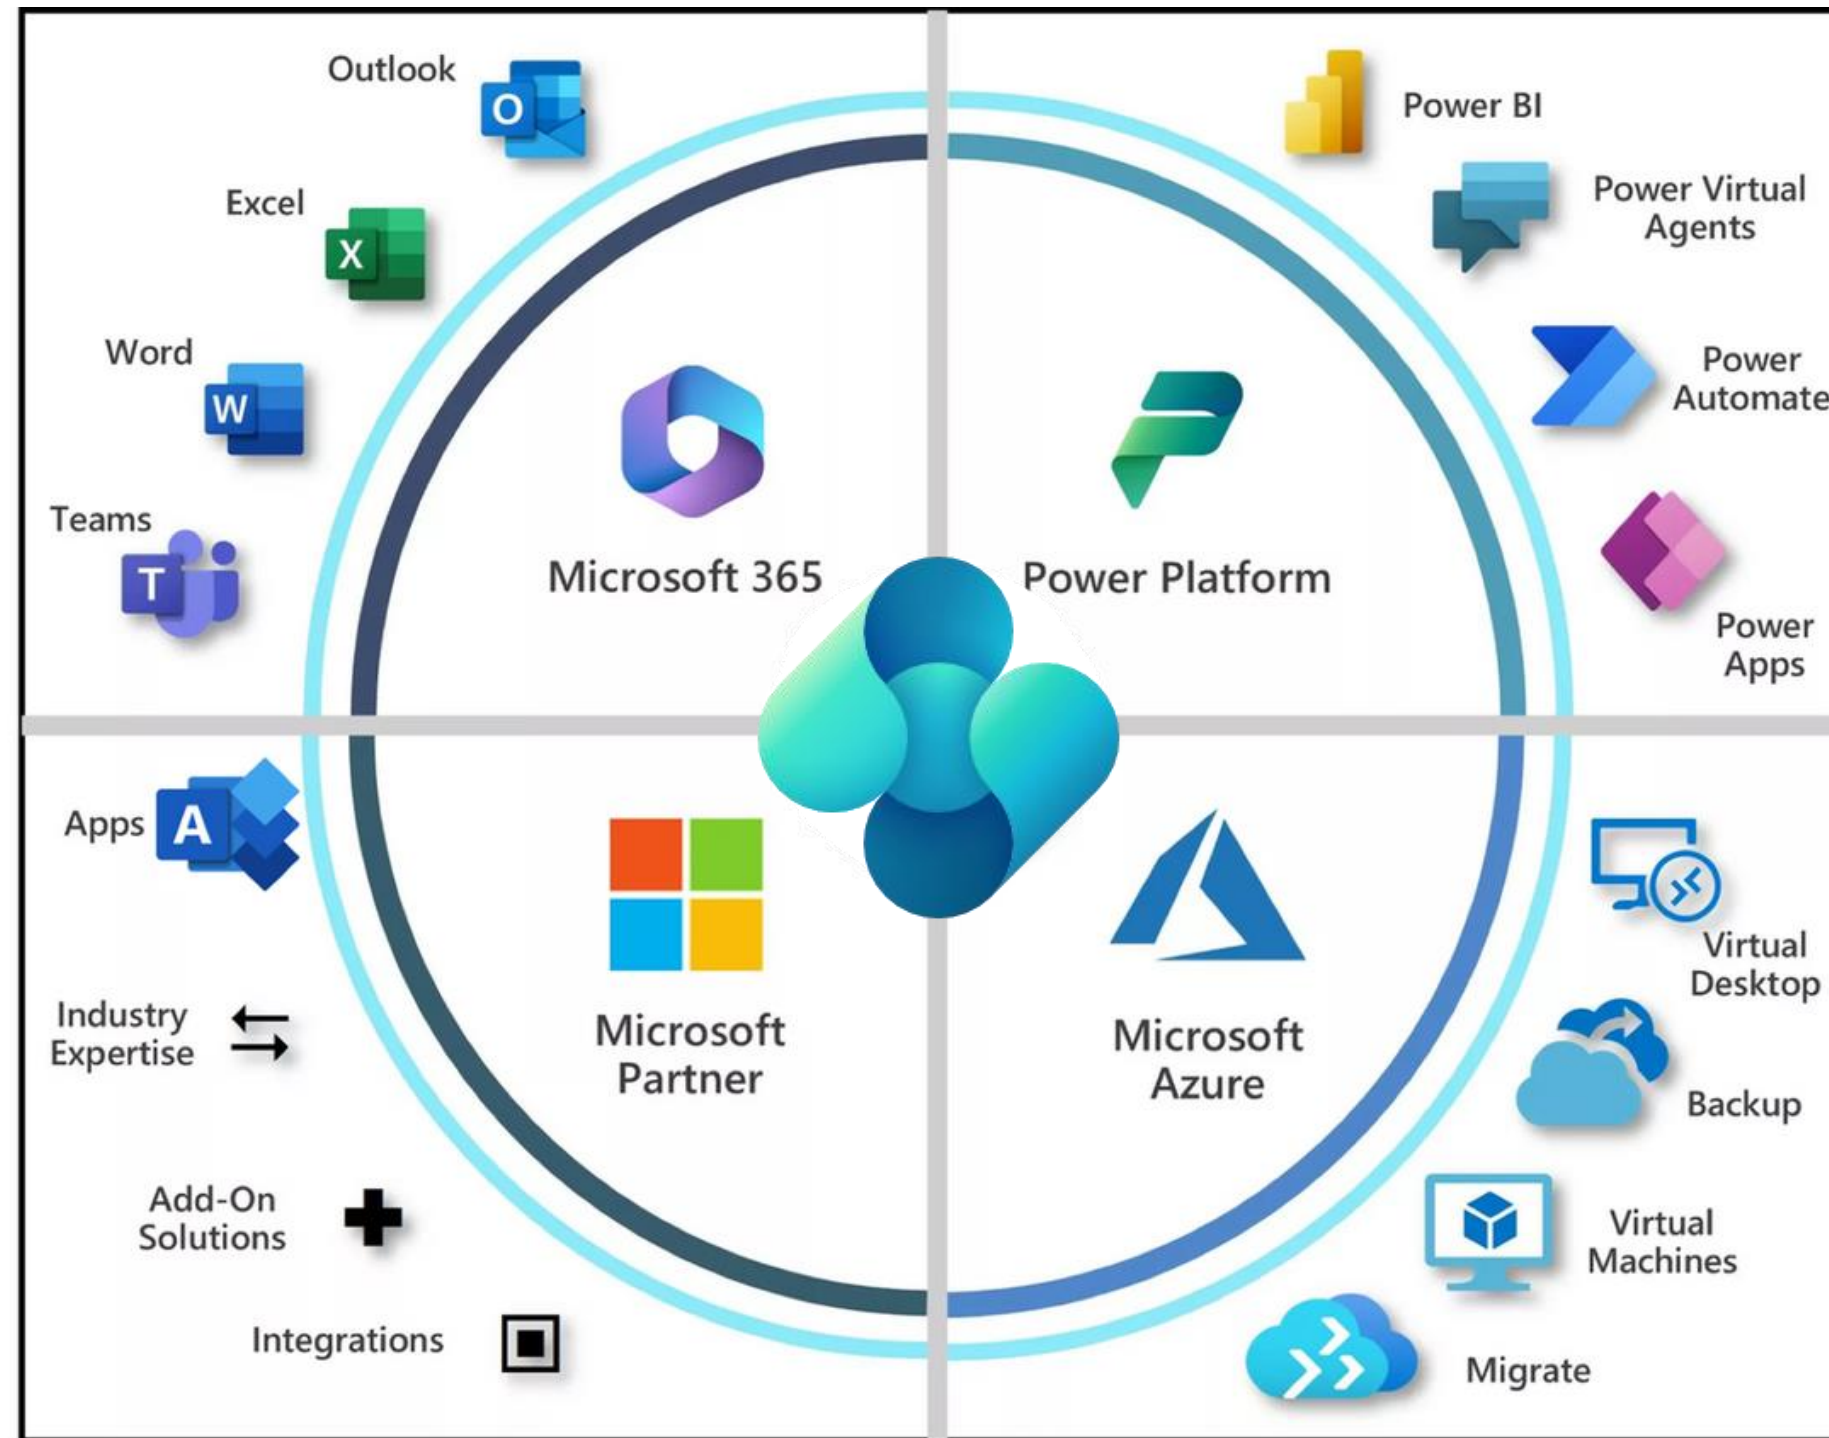 Outlook
O
Excel
X
Word
W
Teams
T
Microsoft 365
Power BI
Power Virtual
Agents
Power
Automate
Power
Apps
Power Platform
Apps
A
Industry
Expertise
Add-On
Solutions
Integrations
Microsoft
Partner
Microsoft
Azure
Virtual
Desktop
Backup
Virtual
Machines
Migrate